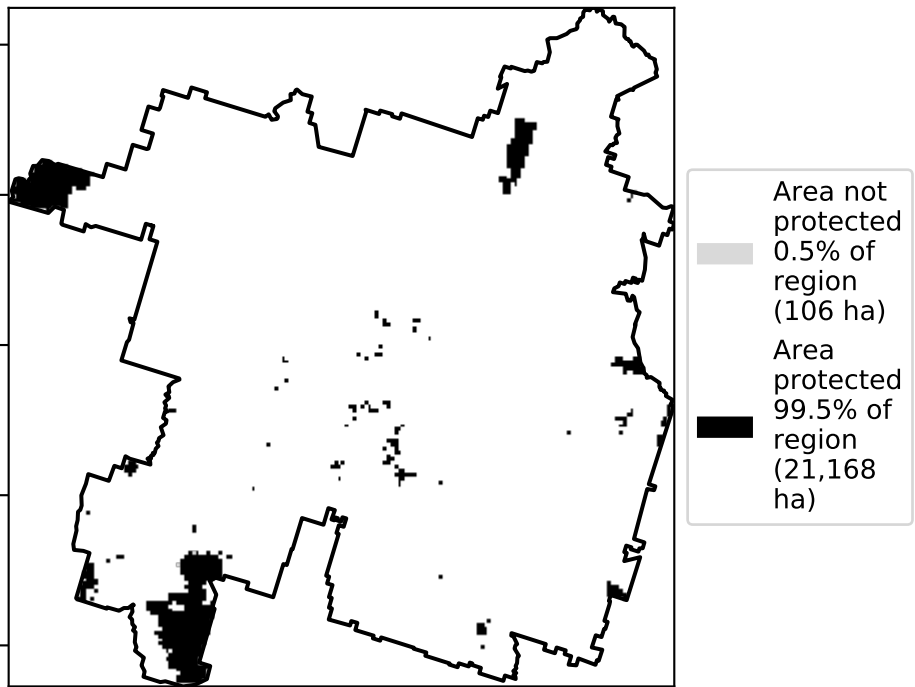 Area not
protected
0.5% of
region
(106 ha)
Area
protected
99.5% of
region
(21,168
ha)